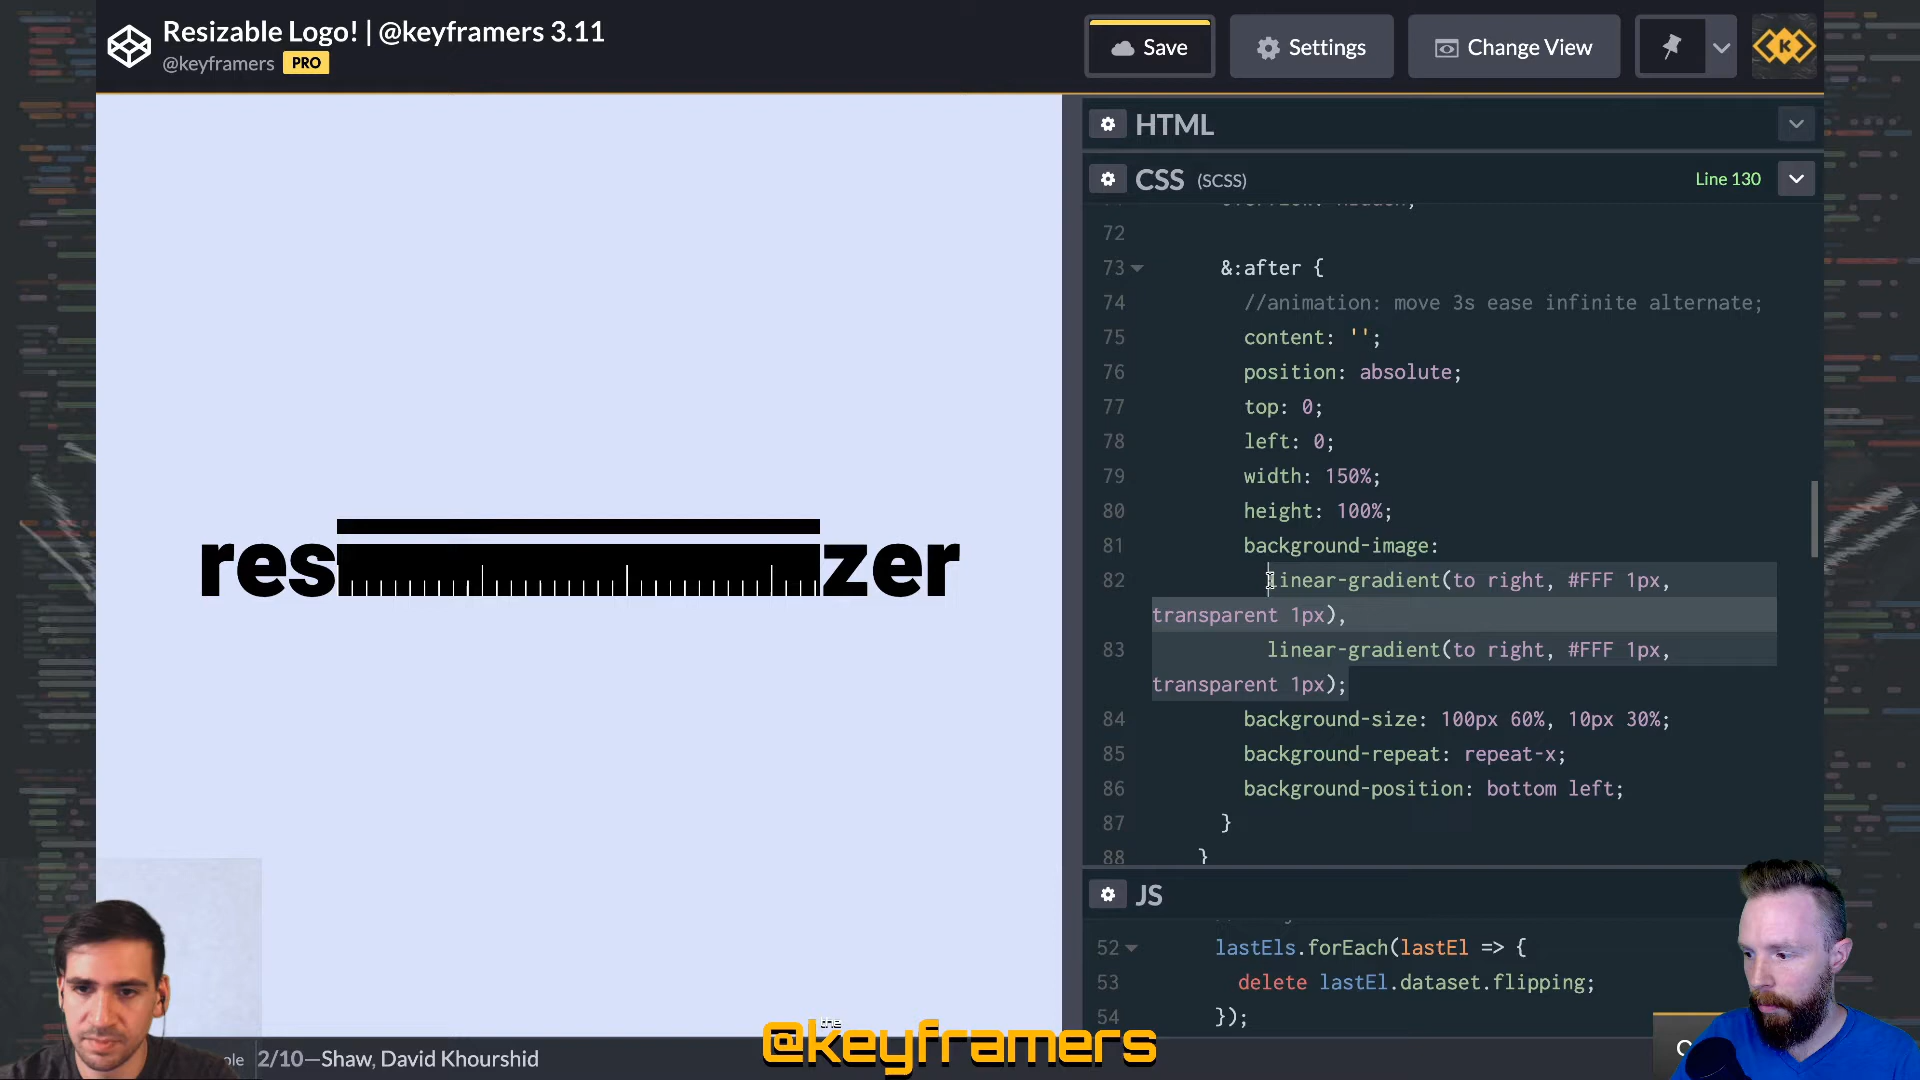 Resizable Logo! | @keyframers 3.11
@keyframers PRO
Save
Settings
Change View
K
HTML
CSS (SCSS)
Line 130
72
73 &:after {
74 //animation: move 3s ease infinite alternate;
75 content: '';
76 position: absolute;
77 top: 0;
78 left: 0;
79 width: 150%;
80 height: 100%;
81 background-image:
82 linear-gradient(to right, #FFF 1px,
transparent 1px),
83 linear-gradient(to right, #FFF 1px,
transparent 1px);
84 background-size: 100px 60%, 10px 30%;
85 background-repeat: repeat-x;
86 background-position: bottom left;
87 }
88 }
res zer
JS
52 lastEls.forEach(lastEl => {
53 delete lastEl.dataset.flipping;
54 });
2/10—Shaw, David Khourshid
the
@keyframers